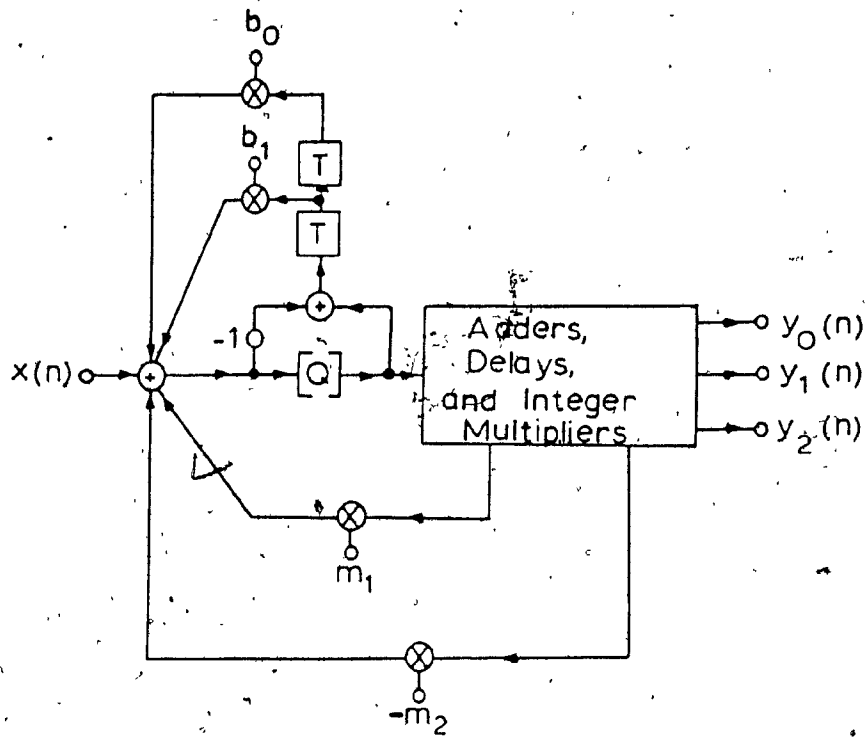 b₀
b₁
T
T
-1
+
x(n)
+
[Q]
Adders,
Delays,
and Integer
Multipliers
y₀(n)
y₁(n)
y₂(n)
m₁
-m₂